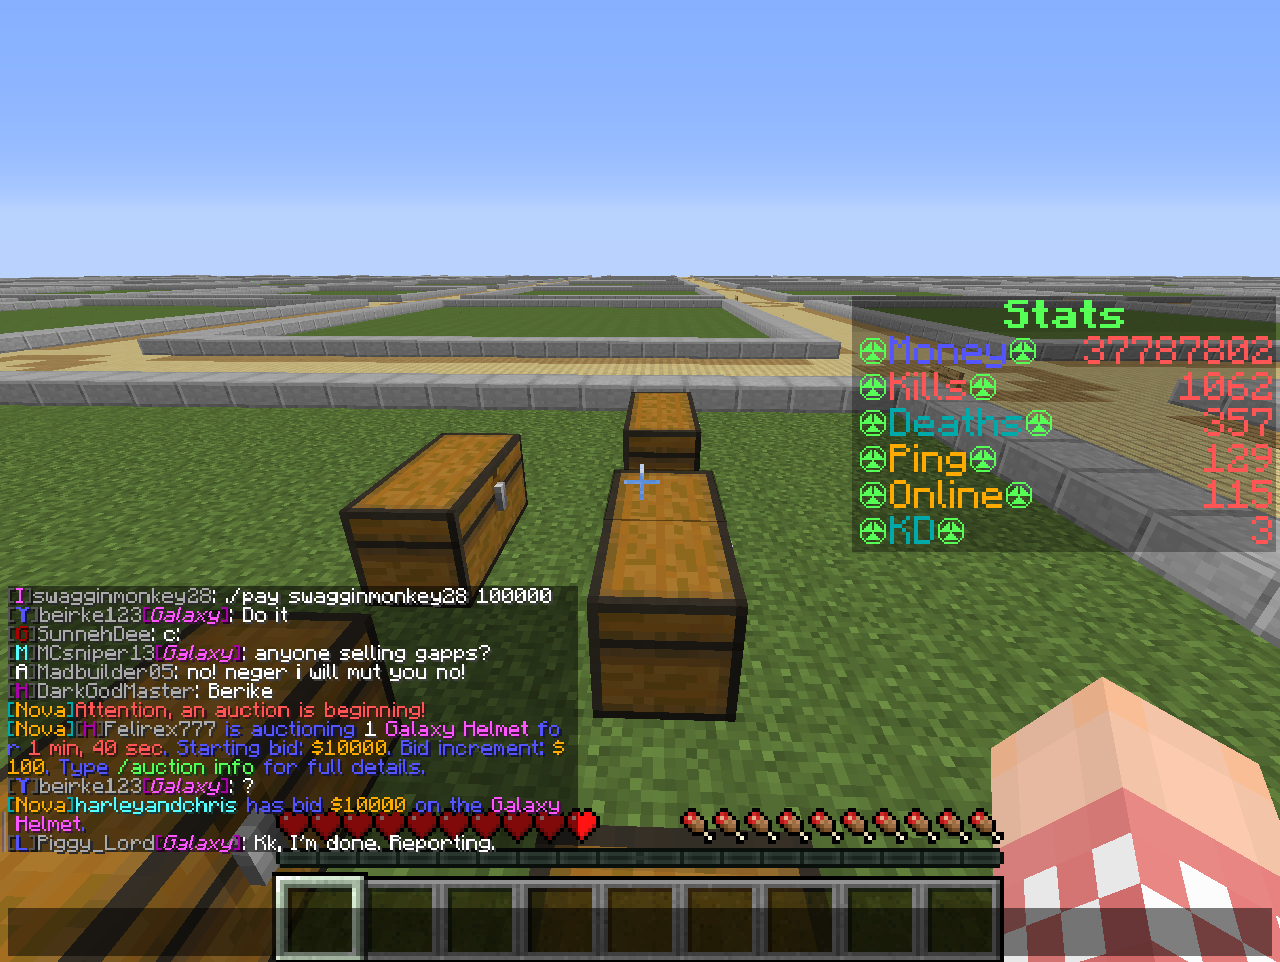 Stats
Money 37787802
Kills 1062
Deaths 357
Ping 129
Online 115
KD 3
[I]swagginmonkey28: ./pay swagginmonkey28 100000
[Y]beirke123[Galaxy]: Do it
[G]SunnehDee: c:
[M]MCsniper13[Galaxy]: anyone selling gapps?
[A]Madbuilder05: no! neger i will mut you no!
[H]DarkGodMaster: Berike
[Nova]Attention, an auction is beginning!
[Nova][H]Felirex777 is auctioning 1 Galaxy Helmet fo
r 1 min, 40 sec. Starting bid: $10000. Bid increment: $
100. Type /auction info for full details.
[Y]beirke123[Galaxy]: ?
[Nova]harleyandchris has bid $10000 on the Galaxy
Helmet.
[L]Piggy_Lord[Galaxy]: Kk, I'm done. Reporting.